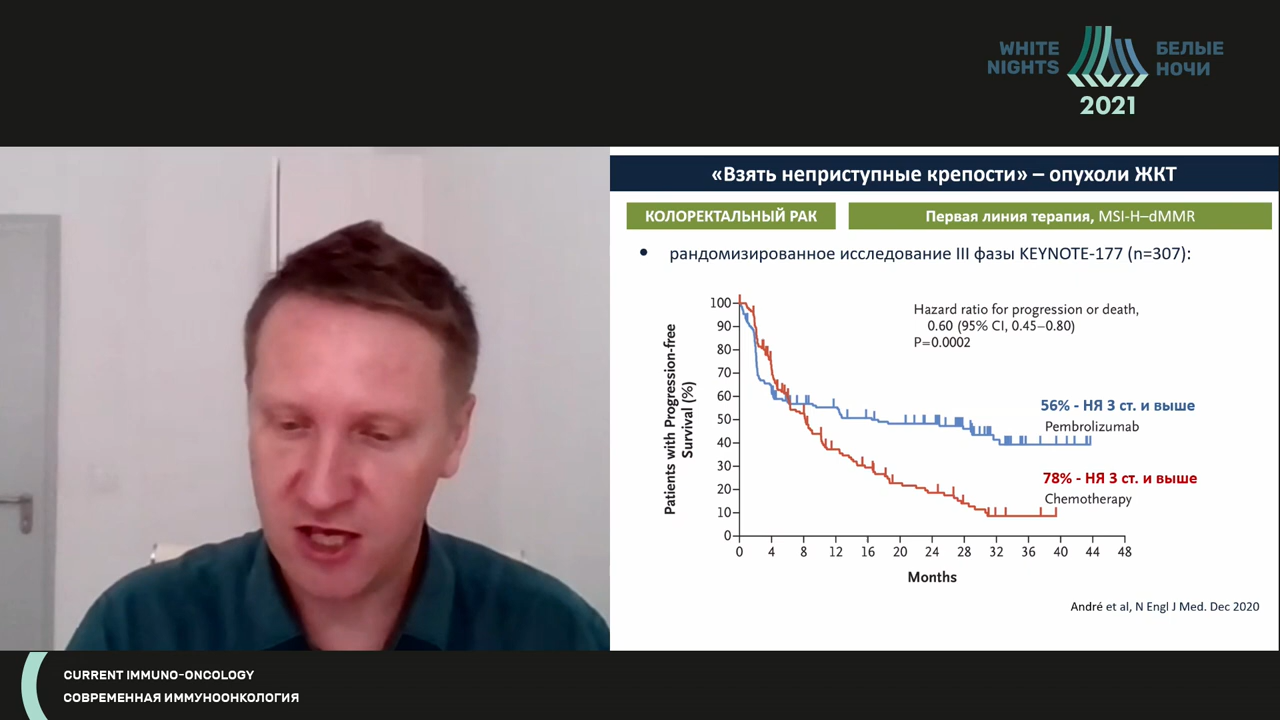 WHITE
NIGHTS
БЕЛЫЕ
НОЧИ
2021
«Взять неприступные крепости» – опухоли ЖКТ
КОЛОРЕКТАЛЬНЫЙ РАК
Первая линия терапия, MSI-H–dMMR
• рандомизированное исследование III фазы KEYNOTE-177 (n=307):
Hazard ratio for progression or death,
0.60 (95% CI, 0.45–0.80)
P=0.0002
Patients with Progression-free
Survival (%)
100
90
80
70
60
50
40
30
20
10
0
56% - НЯ 3 ст. и выше
Pembrolizumab
78% - НЯ 3 ст. и выше
Chemotherapy
0 4 8 12 16 20 24 28 32 36 40 44 48
Months
André et al, N Engl J Med. Dec 2020
CURRENT IMMUNO-ONCOLOGY
СОВРЕМЕННАЯ ИММУНООНКОЛОГИЯ